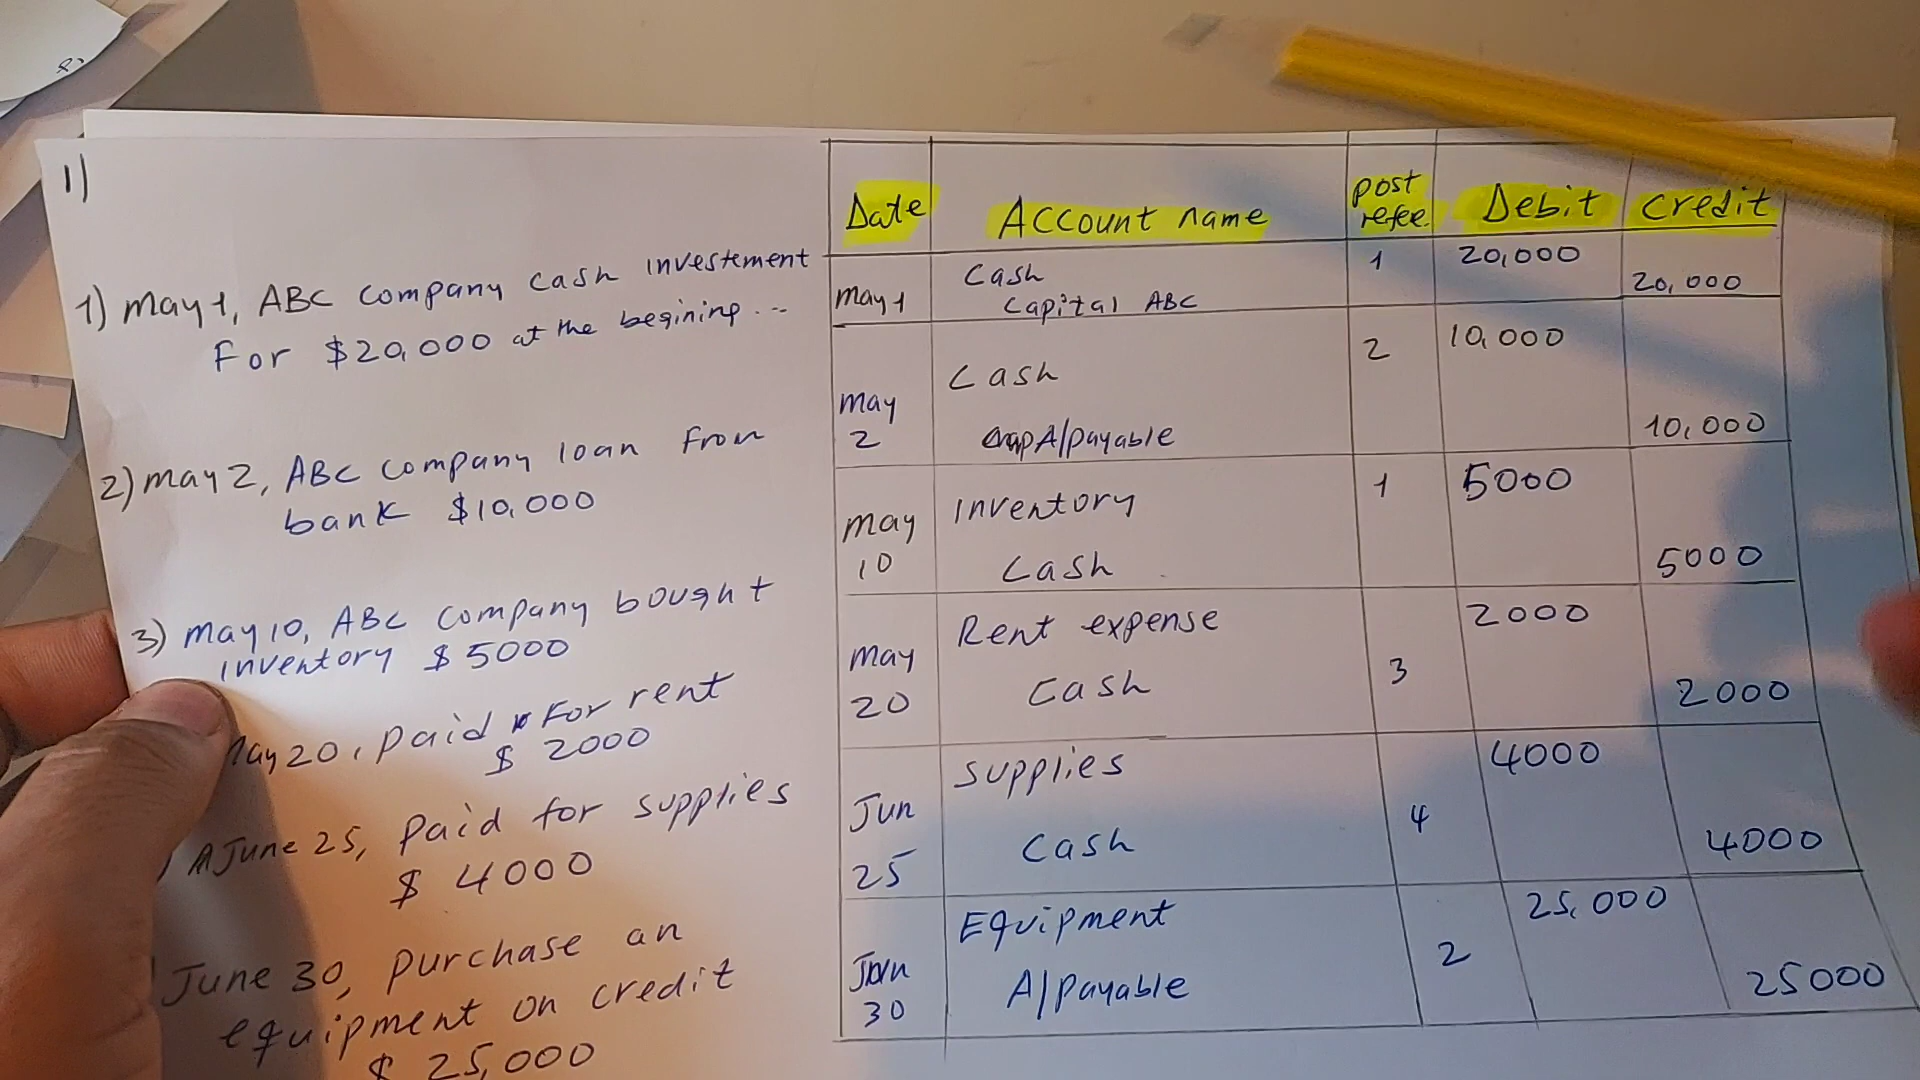 1)
1) may 1, ABC company cash investement
For $20,000 at the begining...
2) may 2, ABC company loan from
bank $10,000
3) may 10, ABC company bought
inventory $5000
May 20, paid For rent
$ 2000
June 25, Paid for supplies
$ 4000
June 30, purchase an
equipment on credit
$ 25,000
Date Account name post refee. Debit credit
may 1 Cash 1 20,000
Capital ABC 20,000
May 2 Cash 2 10,000
A/payable 10,000
may 10 Inventory 1 5000
Cash 5000
May 20 Rent expense 3 2000
Cash 2000
Jun 25 Supplies 4 4000
Cash 4000
Jun 30 Equipment 2 25,000
A/payable 25000